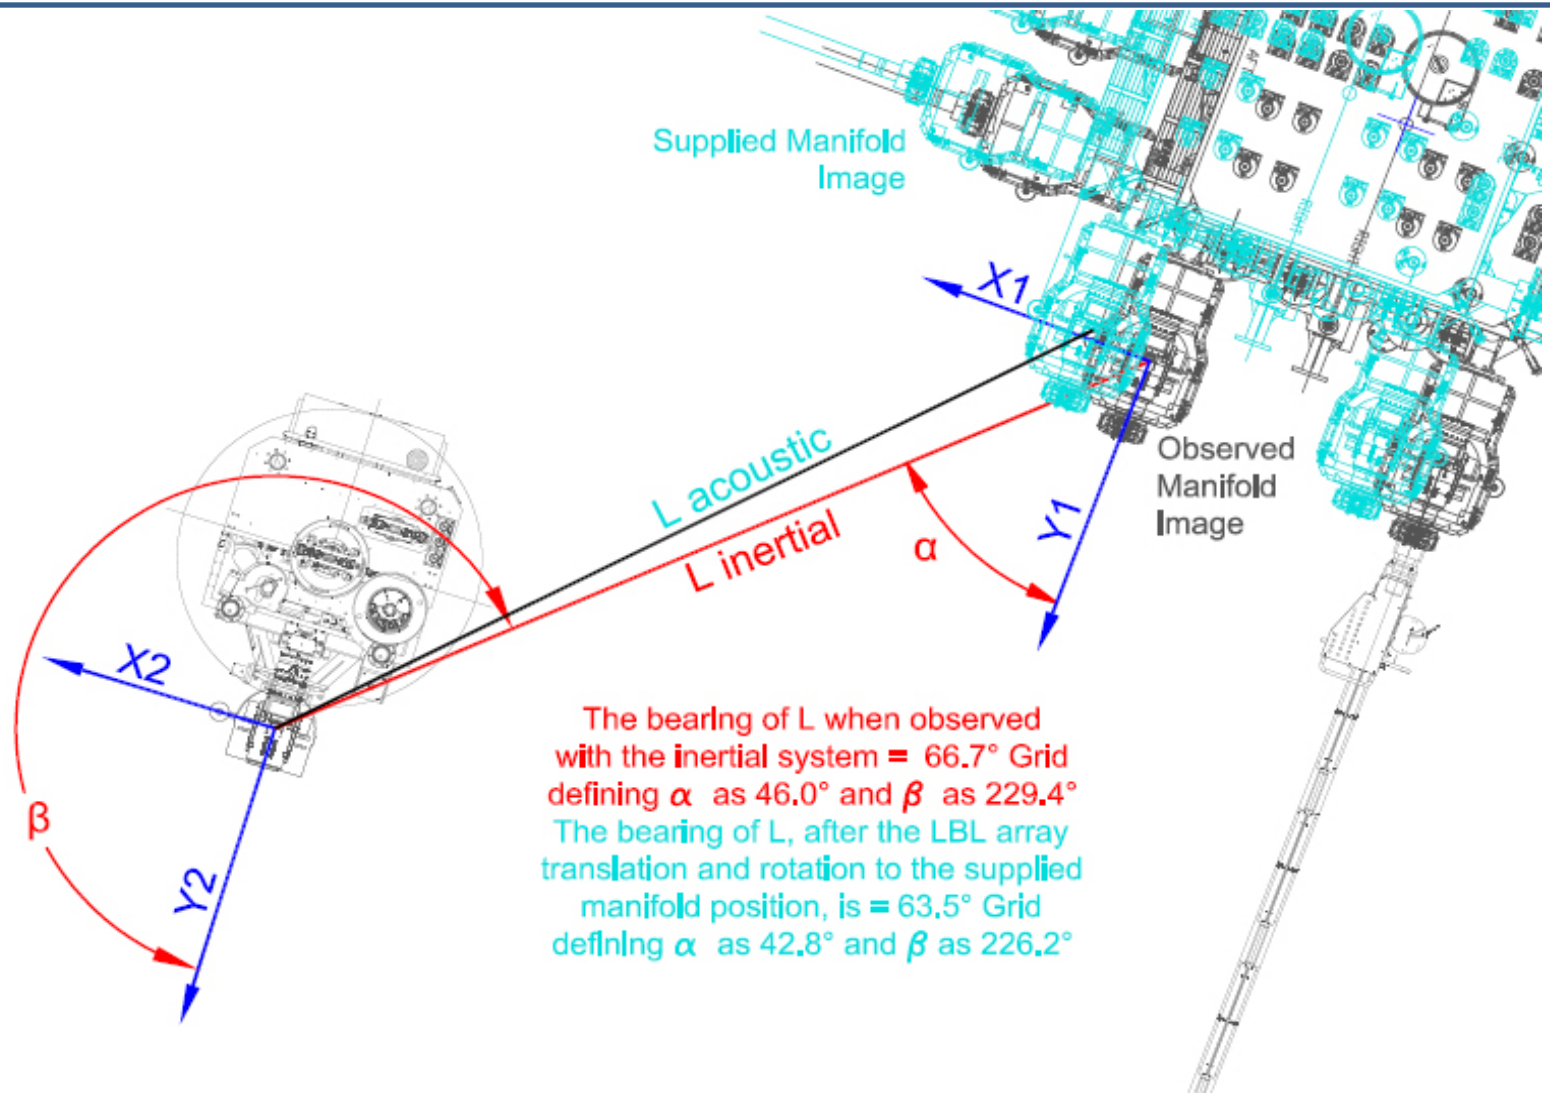 Supplied Manifold
Image
X1
L acoustic
L inertial
α
Y1
Observed
Manifold
Image
X2
β
Y2
The bearing of L when observed
with the inertial system = 66.7° Grid
defining α as 46.0° and β as 229.4°
The bearing of L, after the LBL array
translation and rotation to the supplied
manifold position, is = 63.5° Grid
defining α as 42.8° and β as 226.2°